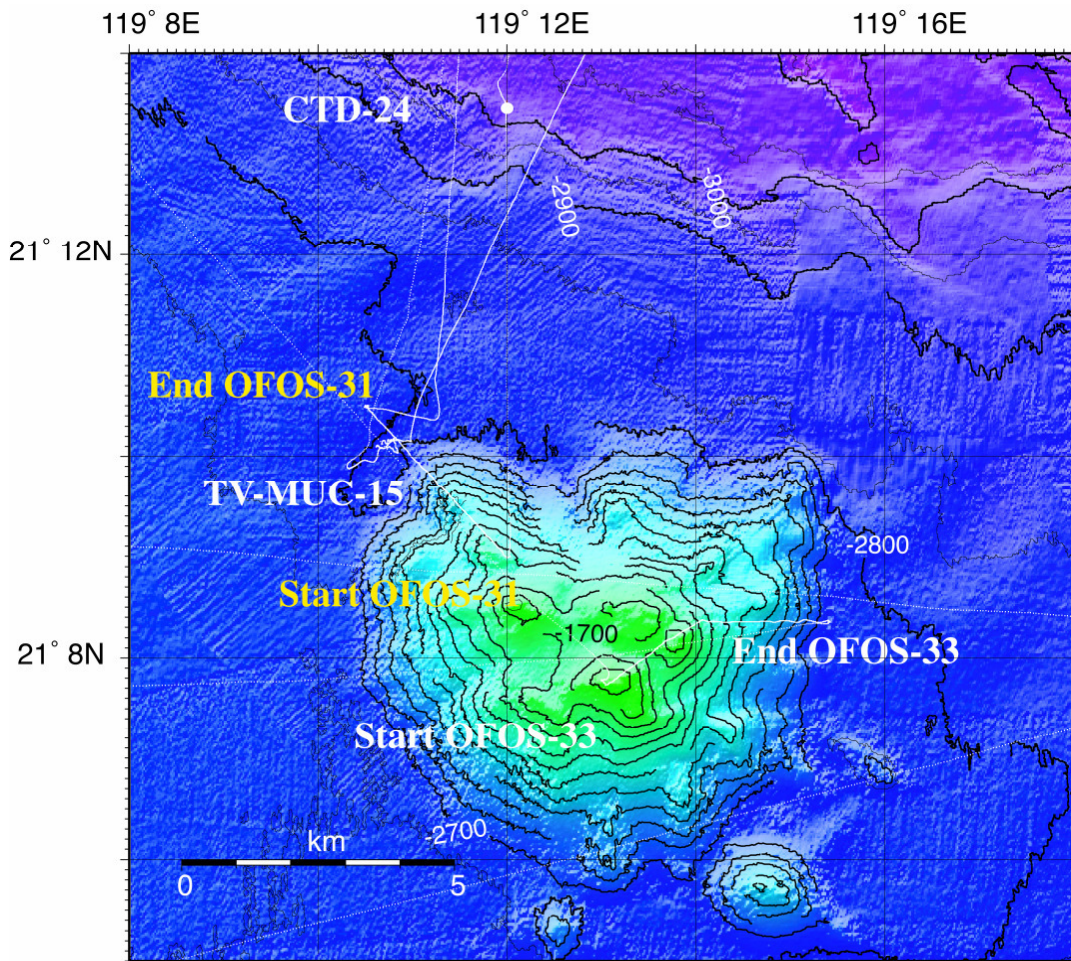 119° 8E 119° 12E 119° 16E
CTD-24
-2900
-3000
21° 12N
End OFOS-31
TV-MUC-15
-2800
Start OFOS-31
-1700
21° 8N
End OFOS-33
Start OFOS-33
-2700
km
0 5